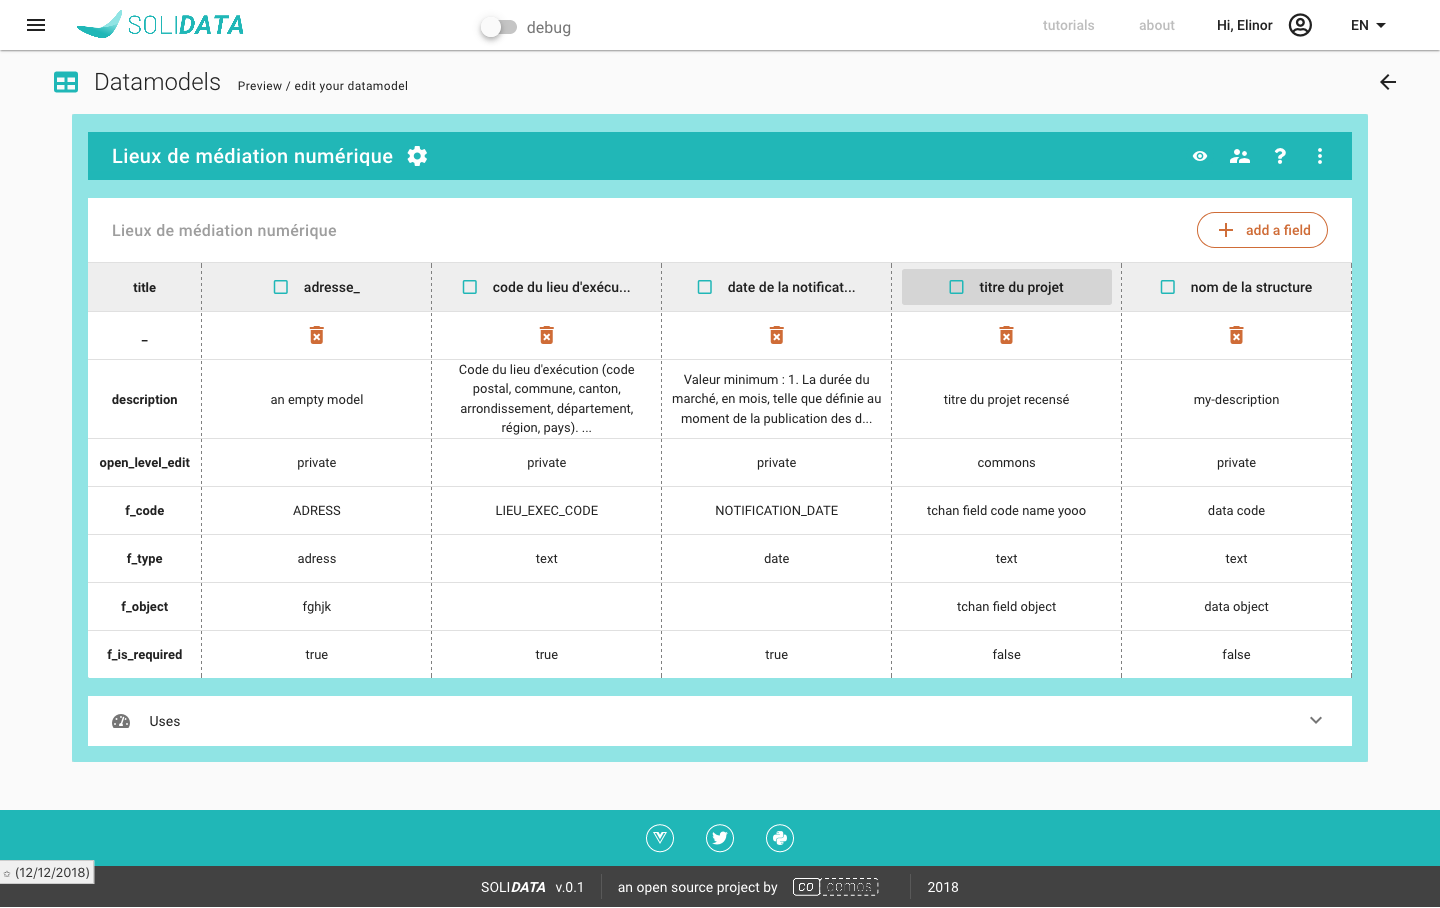 SOLIDATA
debug
tutorials
about
Hi, Elinor
EN
Datamodels
Preview / edit your datamodel
Lieux de médiation numérique
?
Lieux de médiation numérique
add a field
title
adresse_
code du lieu d'exécu...
date de la notificat...
titre du projet
nom de la structure
_
description
an empty model
Code du lieu d'exécution (code
postal, commune, canton,
arrondissement, département,
région, pays). ...
Valeur minimum : 1. La durée du
marché, en mois, telle que définie au
moment de la publication des d...
titre du projet recensé
my-description
open_level_edit
private
private
private
commons
private
f_code
ADRESS
LIEU_EXEC_CODE
NOTIFICATION_DATE
tchan field code name yooo
data code
f_type
adress
text
date
text
text
f_object
fghjk
tchan field object
data object
f_is_required
true
true
true
false
false
Uses
(12/12/2018)
SOLIDATA v.0.1
an open source project by
co demos
2018